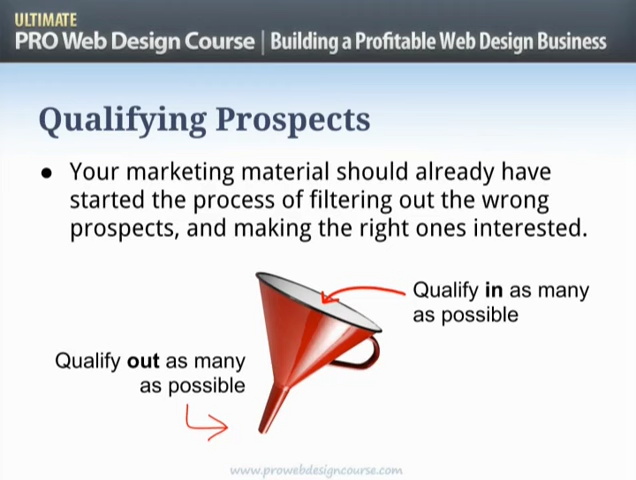 ULTIMATE
PRO Web Design Course | Building a Profitable Web Design Business
Qualifying Prospects
● Your marketing material should already have
started the process of filtering out the wrong
prospects, and making the right ones interested.
Qualify in as many
as possible
Qualify out as many
as possible
www.prowebdesigncourse.com